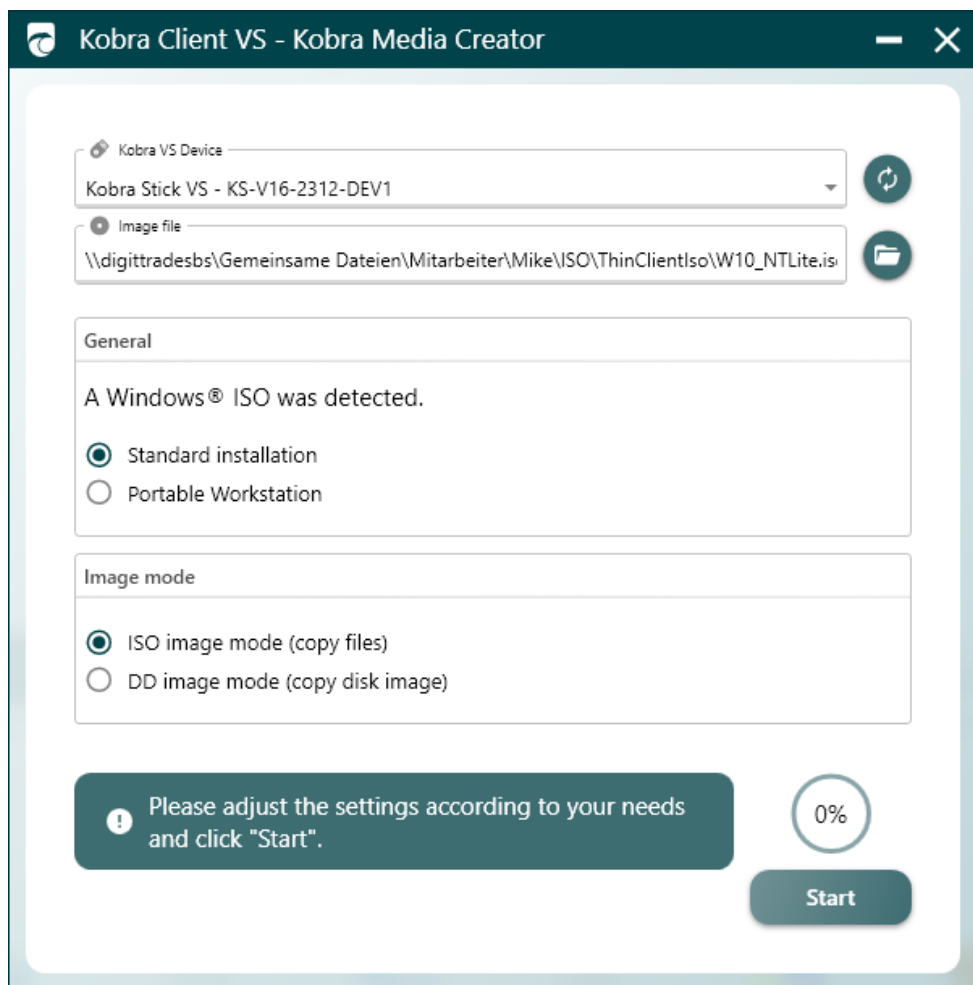 Kobra Client VS - Kobra Media Creator
Kobra VS Device
Kobra Stick VS - KS-V16-2312-DEV1
Image file
\\digittradesbs\Gemeinsame Dateien\Mitarbeiter\Mike\ISO\ThinClientIso\W10_NTLite.is
General
A Windows® ISO was detected.
Standard installation
Portable Workstation
Image mode
ISO image mode (copy files)
DD image mode (copy disk image)
Please adjust the settings according to your needs
and click "Start".
0%
Start